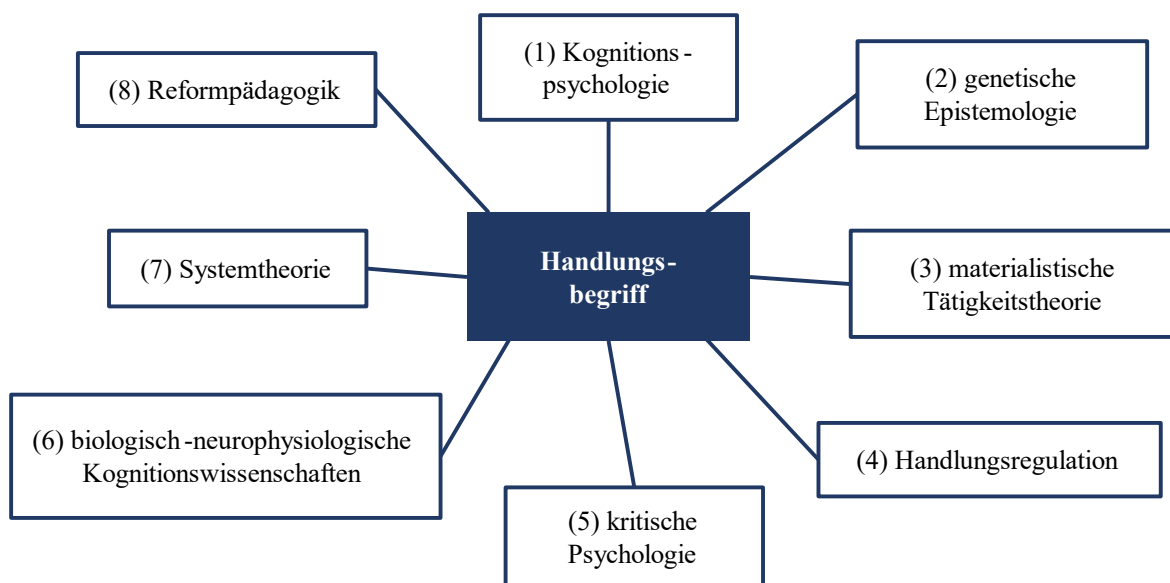 (1) Kognitions-
psychologie
(2) genetische
Epistemologie
(3) materialistische
Tätigkeitstheorie
(4) Handlungsregulation
(5) kritische
Psychologie
(6) biologisch-neurophysiologische
Kognitionswissenschaften
(7) Systemtheorie
(8) Reformpädagogik
Handlungs-
begriff